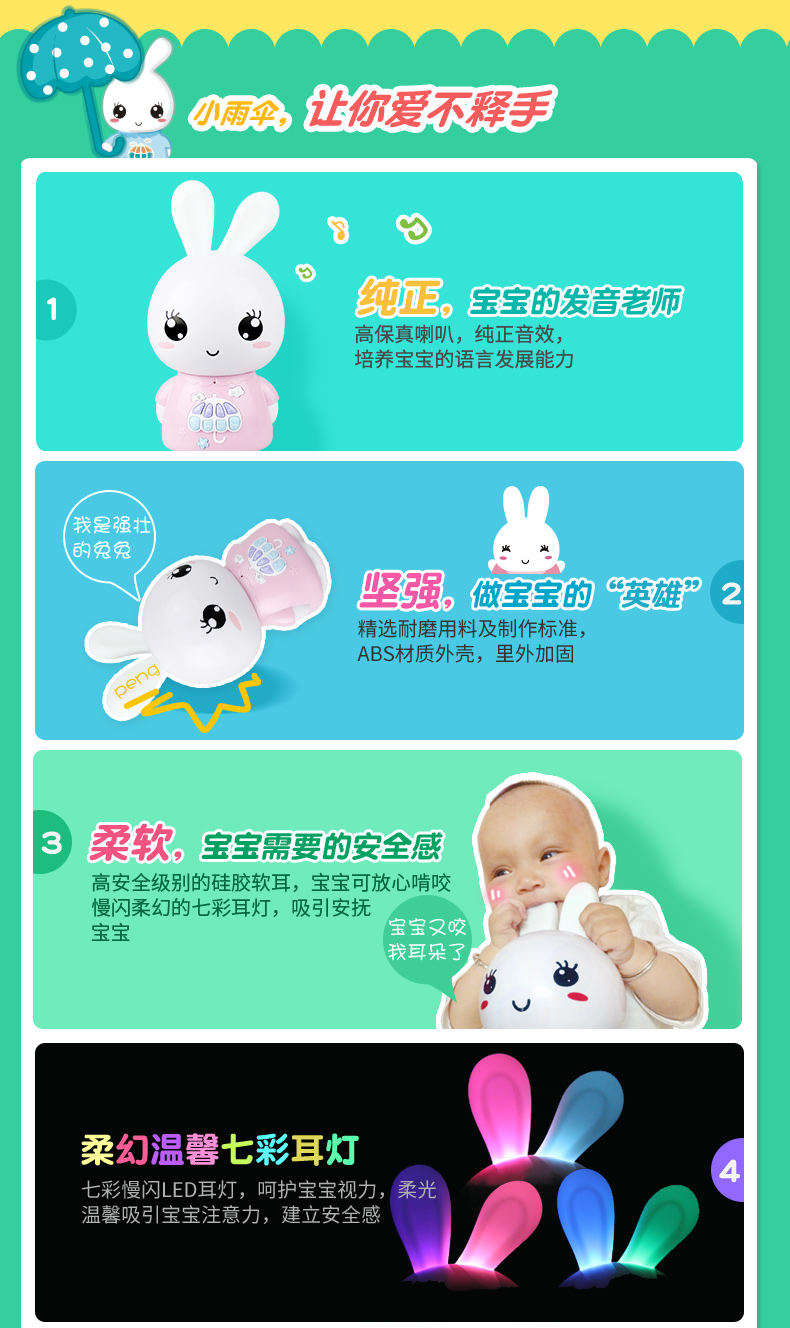 小雨伞，让你爱不释手
1
纯正，宝宝的发音老师
高保真喇叭，纯正音效，
培养宝宝的语言发展能力
我是强壮
的兔兔
peng
坚强，做宝宝的“英雄”
2
精选耐磨用料及制作标准，
ABS材质外壳，里外加固
3
柔软，宝宝需要的安全感
高安全级别的硅胶软耳，宝宝可放心啃咬
慢闪柔幻的七彩耳灯，吸引安抚
宝宝
宝宝又咬
我耳朵了
柔幻温馨七彩耳灯
4
七彩慢闪LED耳灯，呵护宝宝视力，柔光
温馨吸引宝宝注意力，建立安全感